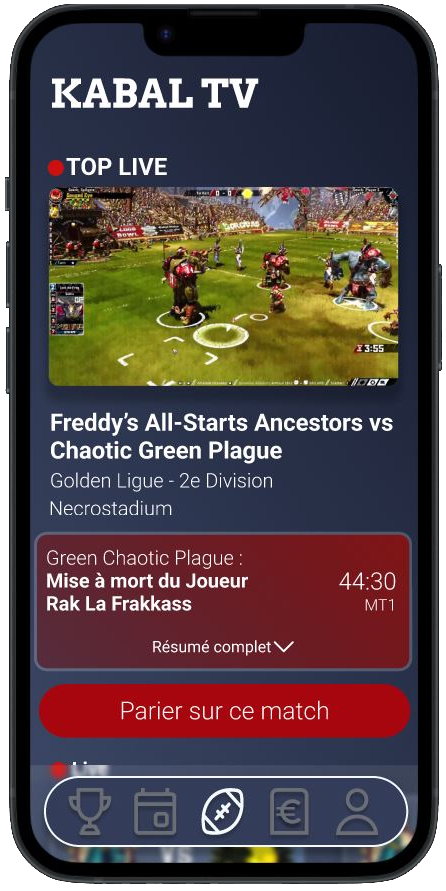 KABAL TV
TOP LIVE
3:55
Freddy's All-Starts Ancestors vs
Chaotic Green Plague
Golden Ligue - 2e Division
Necrostadium
Green Chaotic Plague :
Mise à mort du Joueur
Rak La Frakkass
44:30
MT1
Résumé complet
Parier sur ce match
Live
VS